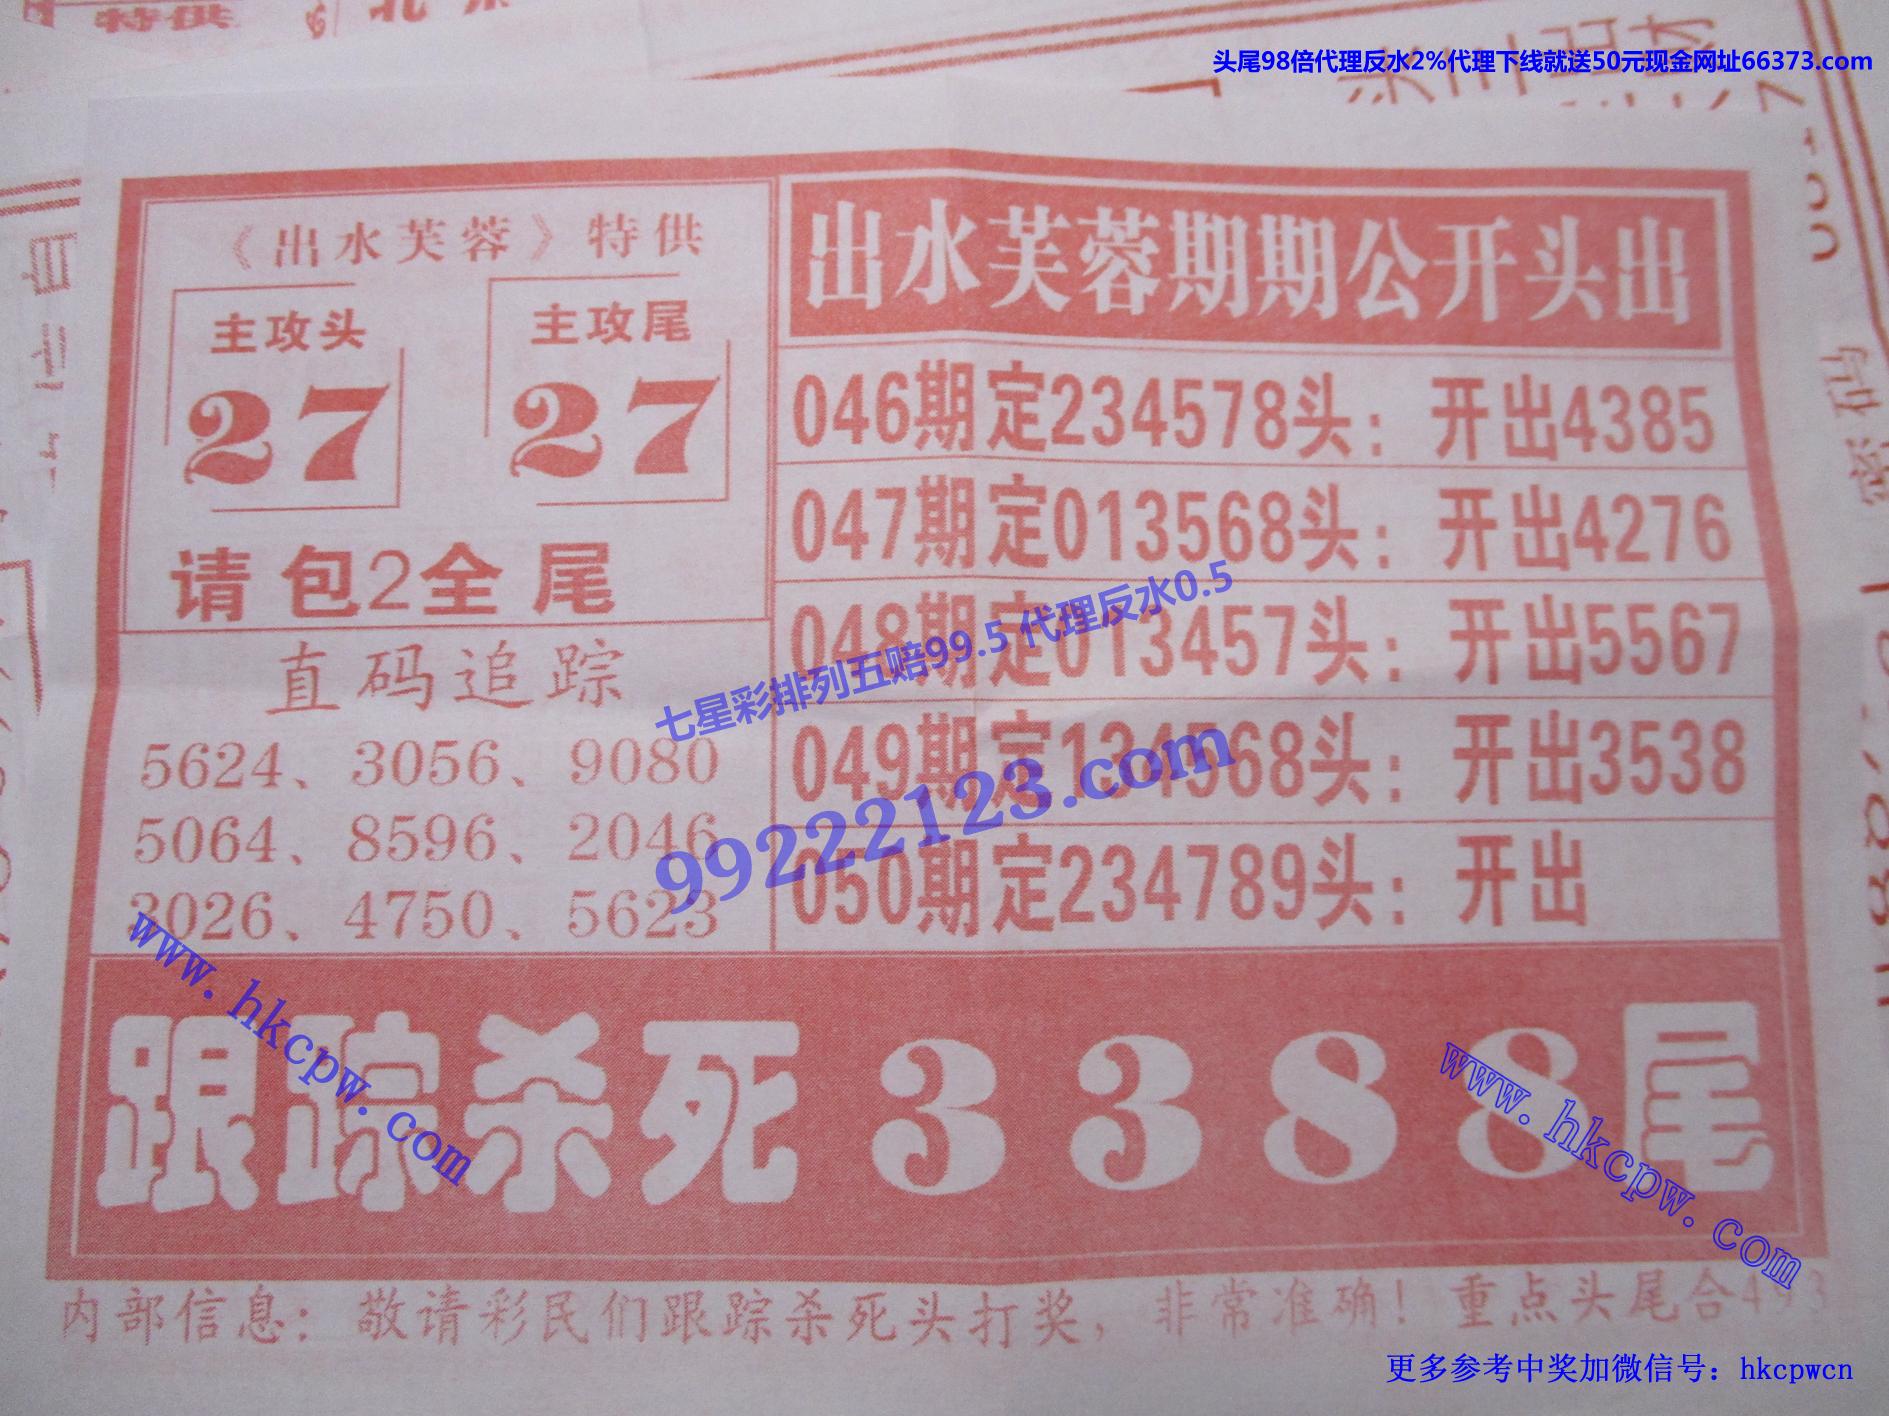 特供
头尾98倍代理反水2%代理下线就送50元现金网址66373.com
《出水芙蓉》特供
主攻头
27
主攻尾
27
请包2全尾
直码追踪
5624、3056、9080
5064、8596、2046
3026、4750、5623
出水芙蓉期期公开头出
046期定234578头：开出4385
047期定013568头：开出4276
048期定013457头：开出5567
049期定134568头：开出3538
050期定234789头：开出
七星彩排列五赔99.5 代理反水0.5
99222123.com
跟踪杀死3388尾
www.hkcpw.com
www.hkcpw.com
内部信息：敬请彩民们跟踪杀死头打奖，非常准确！重点头尾合493
更多参考中奖加微信号：hkcpwcn
密码